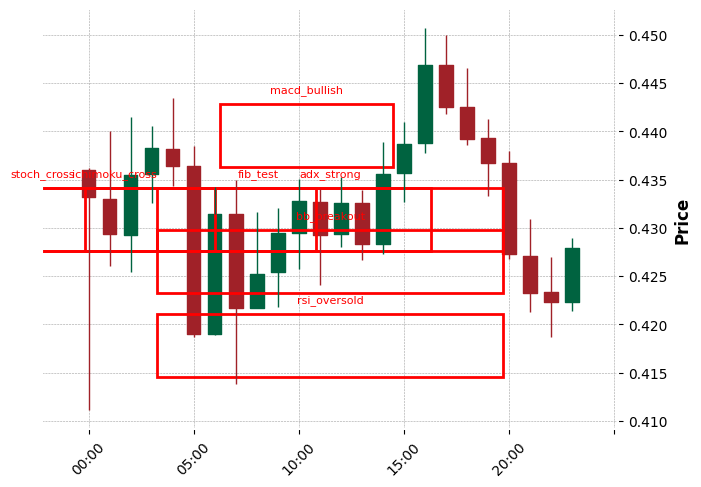 macd_bullish
stoch_cross
ichimoku_cross
fib_test
adx_strong
bb_breakout
rsi_oversold
0.450
0.445
0.440
0.435
0.430
0.425
0.420
0.415
0.410
Price
00:00
05:00
10:00
15:00
20:00